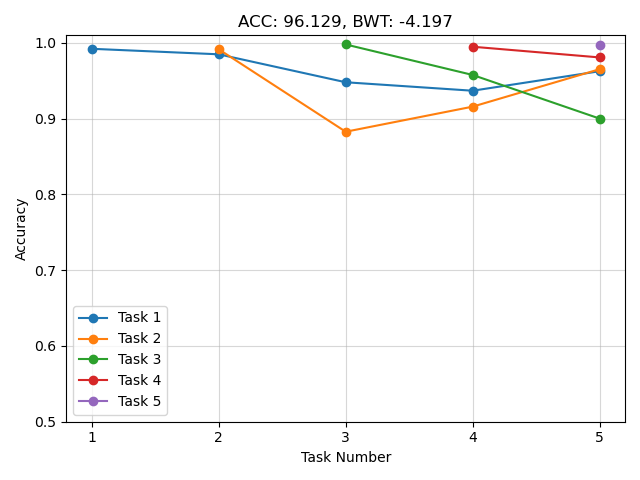 ACC: 96.129, BWT: -4.197
1.0
0.9
0.8
0.7
0.6
0.5
Accuracy
Task 1
Task 2
Task 3
Task 4
Task 5
1 2 3 4 5
Task Number